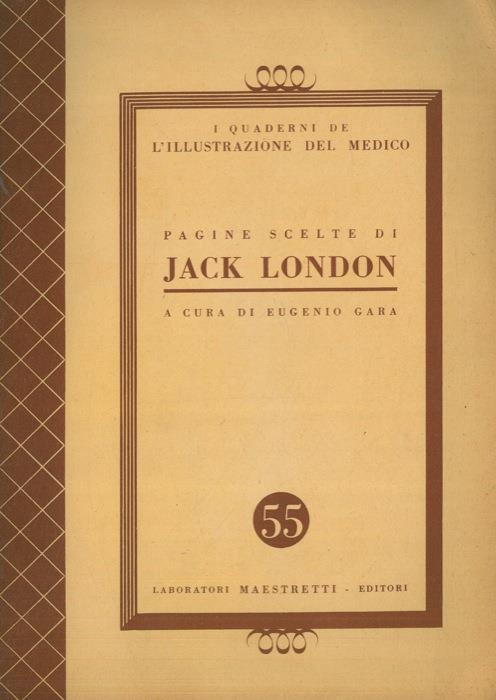 I QUADERNI DE
L'ILLUSTRAZIONE DEL MEDICO
PAGINE SCELTE DI
JACK LONDON
A CURA DI EUGENIO GARA
55
LABORATORI MAESTRETTI - EDITORI